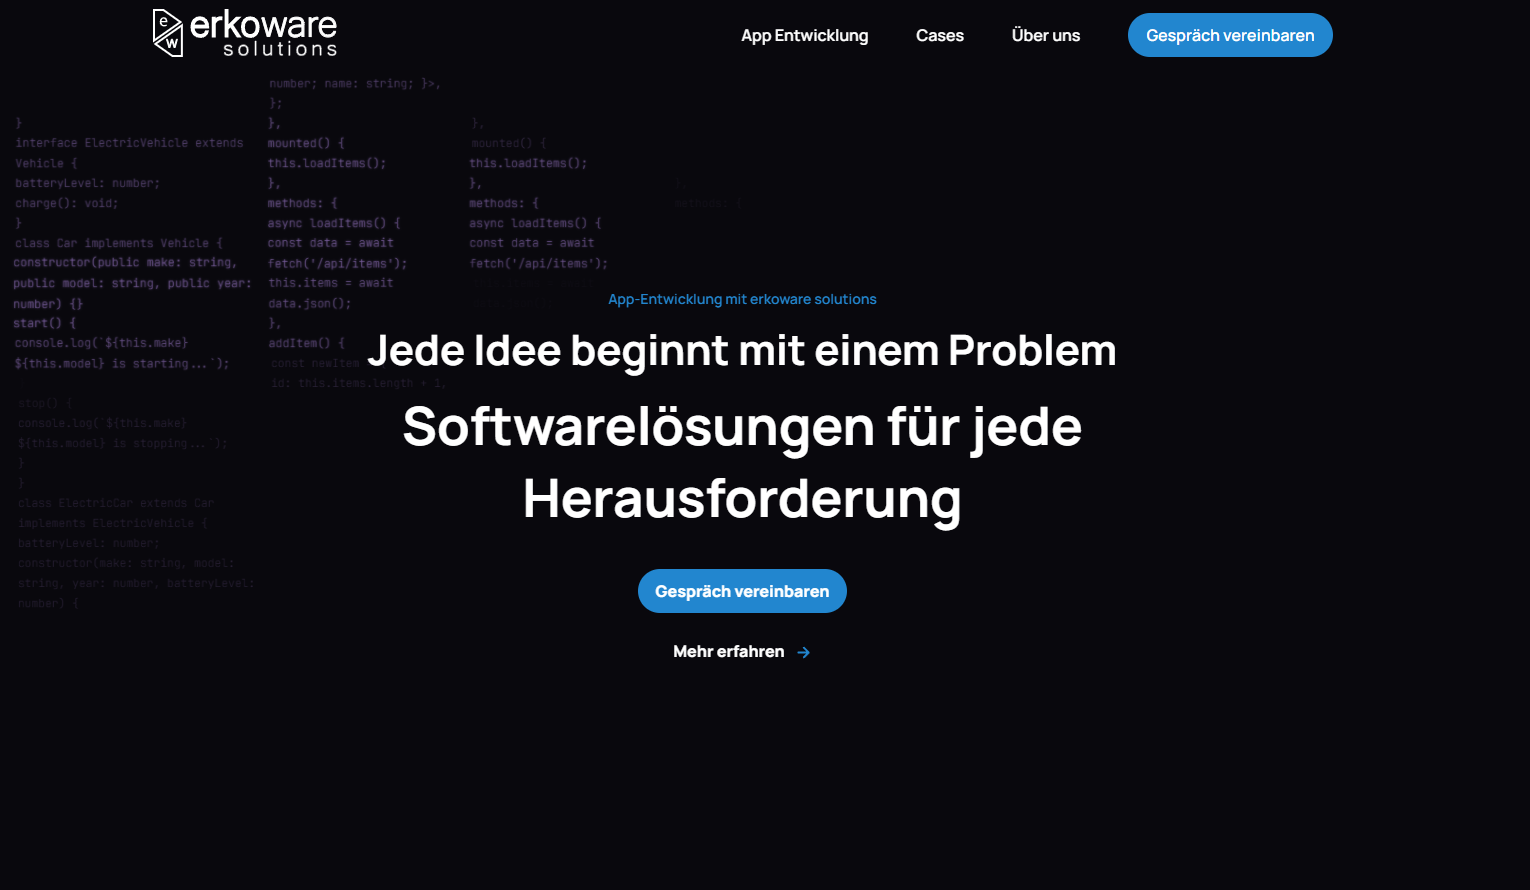 erkoware
solutions
App Entwicklung
Cases
Über uns
Gespräch vereinbaren
}
interface ElectricVehicle extends
Vehicle {
batteryLevel: number;
charge(): void;
}
class Car implements Vehicle {
constructor(public make: string,
public model: string, public year:
number) {}
start() {
console.log(`${this.make}
${this.model} is starting...`);
stop() {
console.log(`${this.make}
${this.model} is stopping...`);
}
}
class ElectricCar extends Car
implements ElectricVehicle {
batteryLevel: number;
constructor(make: string, model:
string, year: number, batteryLevel:
number) {
number; name: string; }>,
};
},
mounted() {
this.loadItems();
},
methods: {
async loadItems() {
const data = await
fetch('/api/items');
this.items = await
data.json();
},
addItem() {
const newItem
id: this.items.length + 1,
},
mounted() {
this.loadItems();
},
methods: {
async loadItems() {
const data = await
fetch('/api/items');
},
methods: {
App-Entwicklung mit erkoware solutions
Jede Idee beginnt mit einem Problem
Softwarelösungen für jede
Herausforderung
Gespräch vereinbaren
Mehr erfahren →